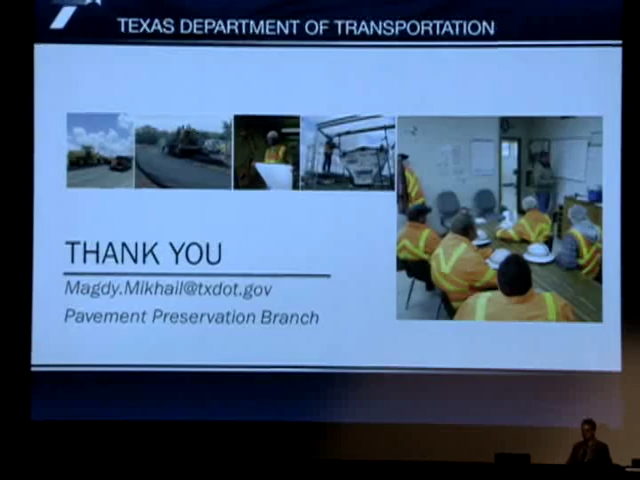 TEXAS DEPARTMENT OF TRANSPORTATION
THANK YOU
Magdy.Mikhail@txdot.gov
Pavement Preservation Branch